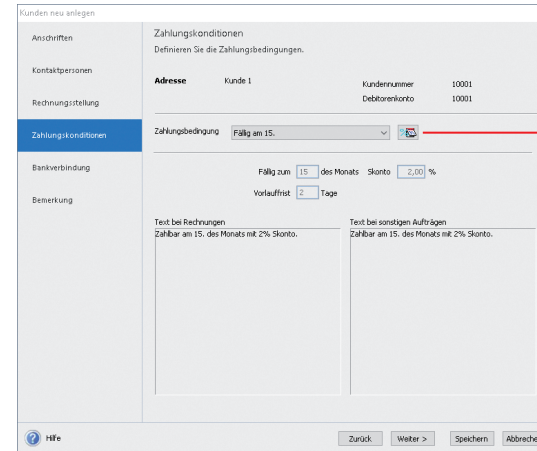 Kunden neu anlegen
Anschriften
Kontaktpersonen
Rechnungsstellung
Zahlungskonditionen
Bankverbindung
Bemerkung
Zahlungskonditionen
Definieren Sie die Zahlungsbedingungen.
Adresse Kunde 1
Kundennummer 10001
Debitorenkonto 10001
Zahlungsbedingung Fällig am 15.
Fällig zum 15 des Monats Skonto 2,00 %
Vorlauffrist 2 Tage
Text bei Rechnungen
Zahlbar am 15. des Monats mit 2% Skonto.
Text bei sonstigen Aufträgen
Zahlbar am 15. des Monats mit 2% Skonto.
? Hilfe
Zurück Weiter > Speichern Abbreche